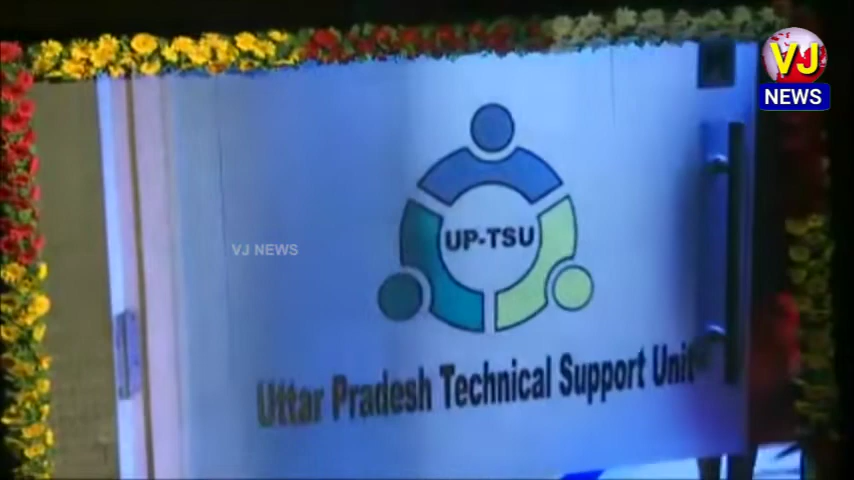 VJ
NEWS
UP-TSU
VJ NEWS
Uttar Pradesh Technical Support Unit